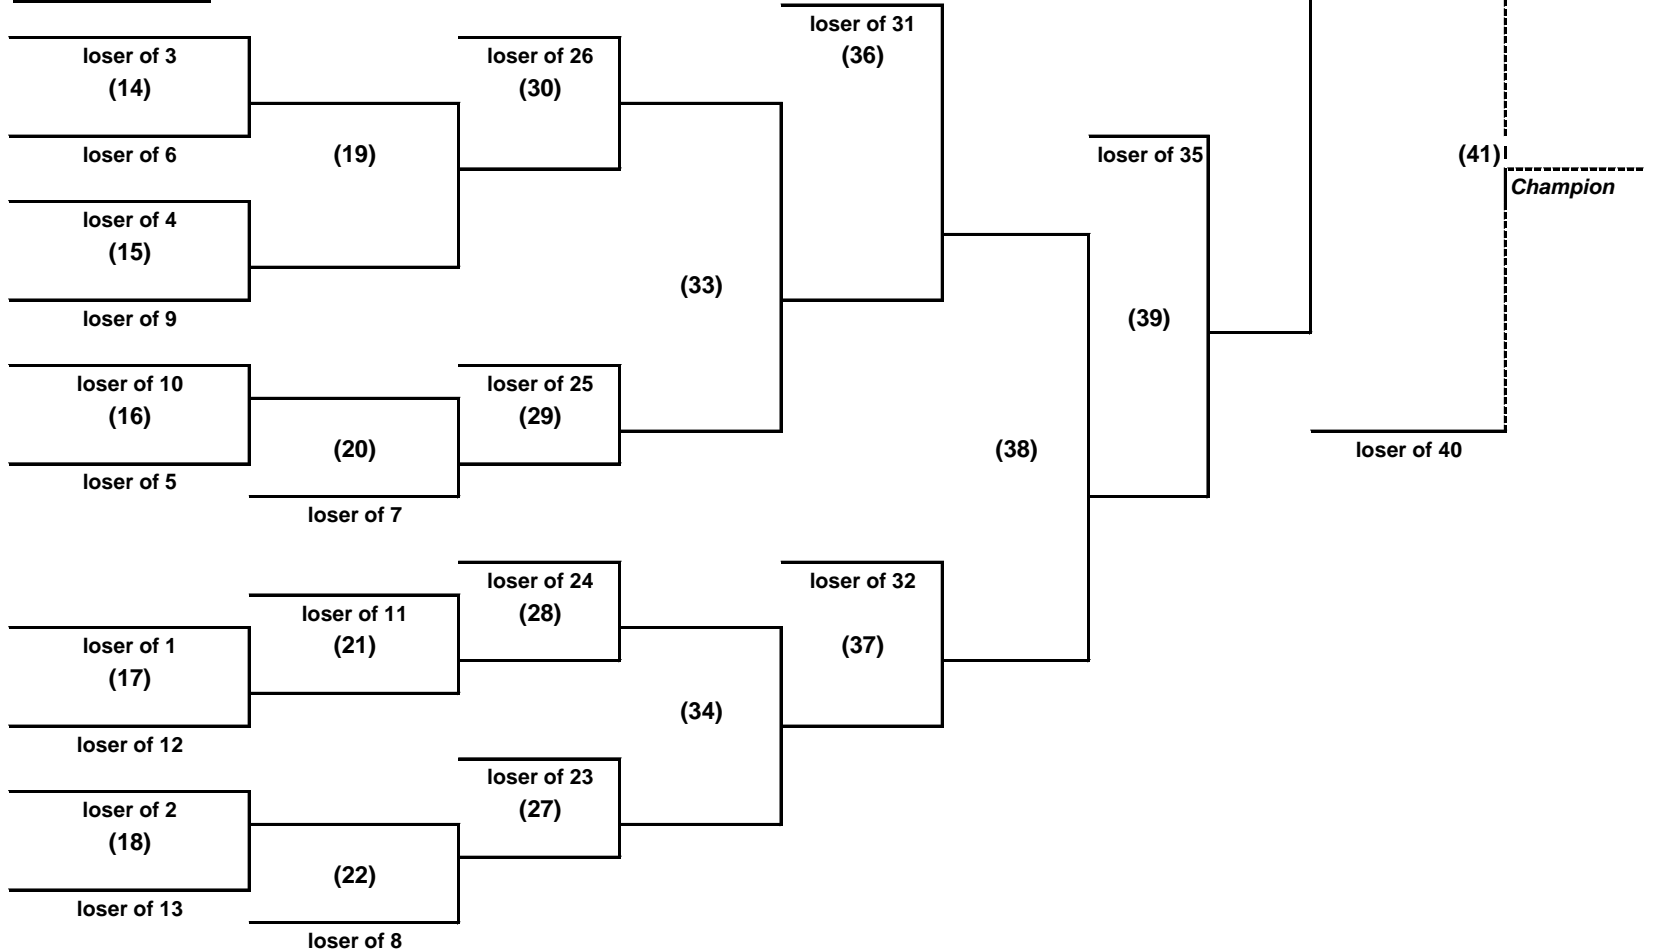 loser of 31
(36)
loser of 3
(14)
loser of 26
(30)
loser of 6
(19)
loser of 35
(41)
Champion
loser of 4
(15)
(33)
loser of 9
(39)
loser of 10
(16)
loser of 25
(29)
(20)
(38)
loser of 40
loser of 5
loser of 7
loser of 24
(28)
loser of 32
loser of 11
(21)
(37)
loser of 1
(17)
(34)
loser of 12
loser of 23
(27)
loser of 2
(18)
(22)
loser of 13
loser of 8